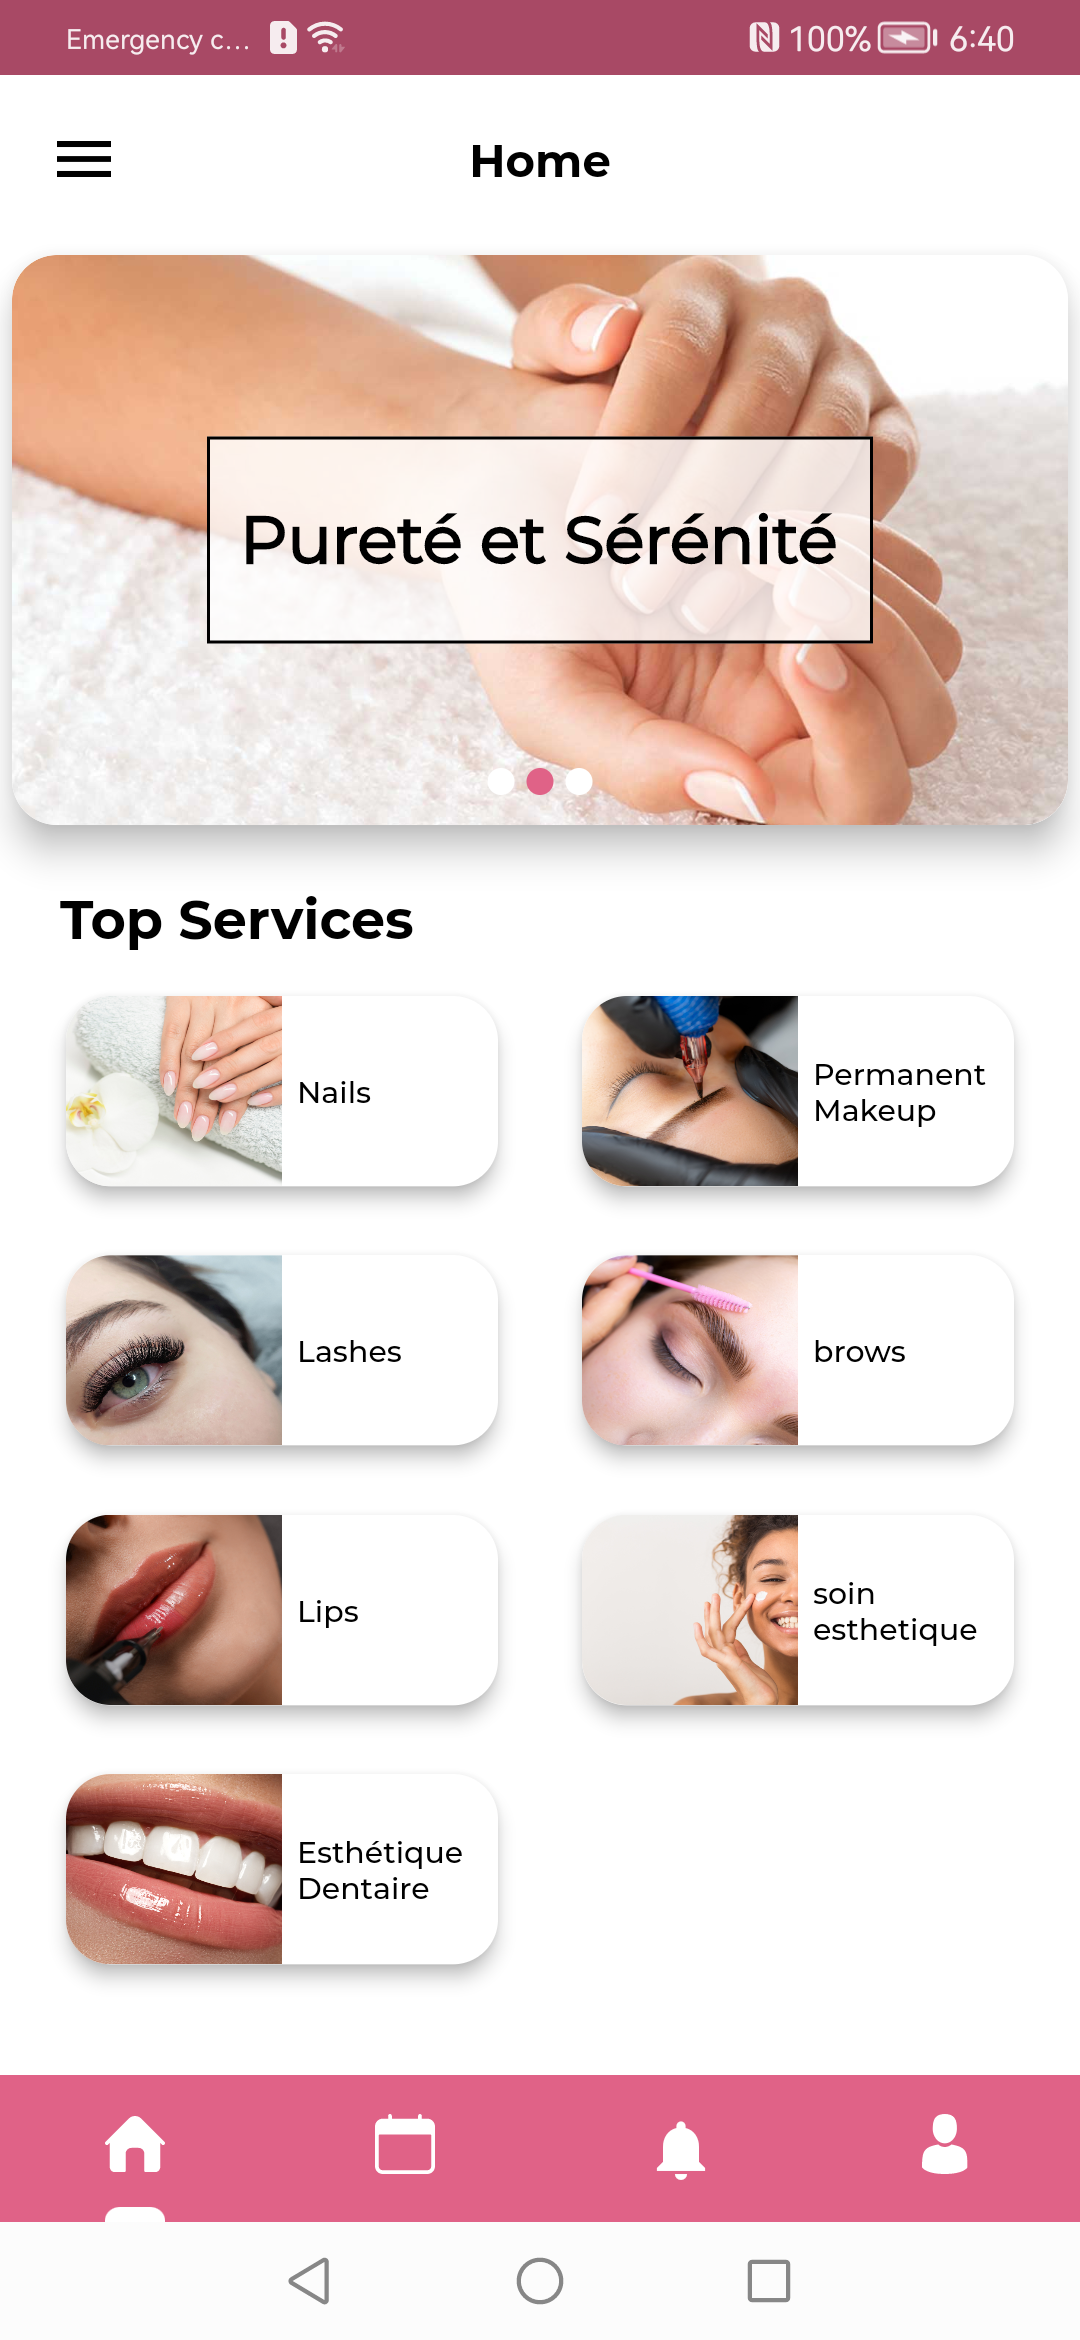 Emergency c... 100% 6:40
Home
Pureté et Sérénité
Top Services
Nails
Permanent
Makeup
Lashes
brows
Lips
soin
esthetique
Esthétique
Dentaire